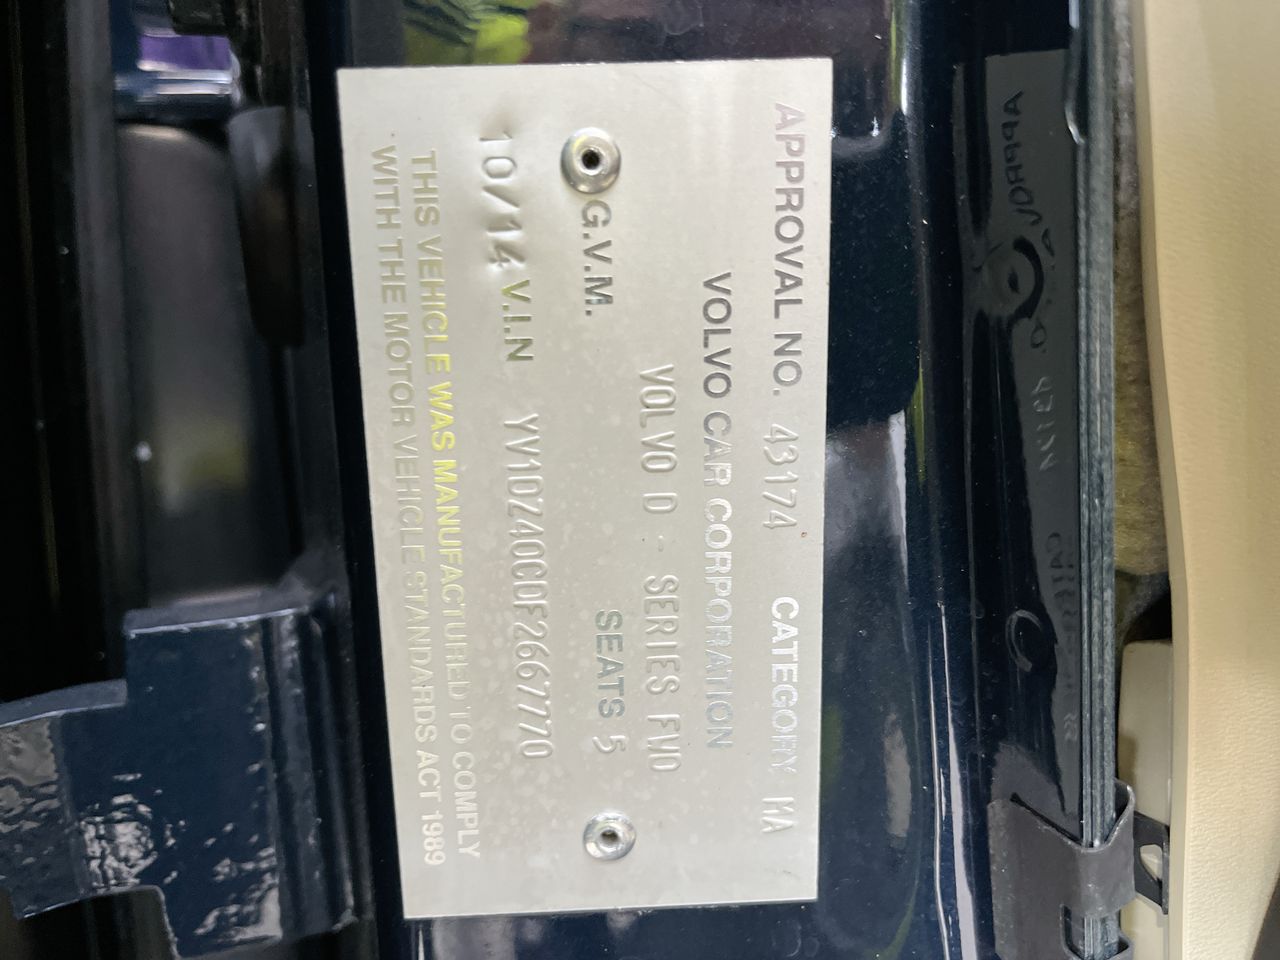 APPROVAL NO. 43174 CATEGORY MA
VOLVO CAR CORPORATION
VOLVO D - SERIES FWD
G.V.M. SEATS 5
10/14 V.I.N YV1DZ40CDF2667770
THIS VEHICLE WAS MANUFACTURED TO COMPLY
WITH THE MOTOR VEHICLE STANDARDS ACT 1989